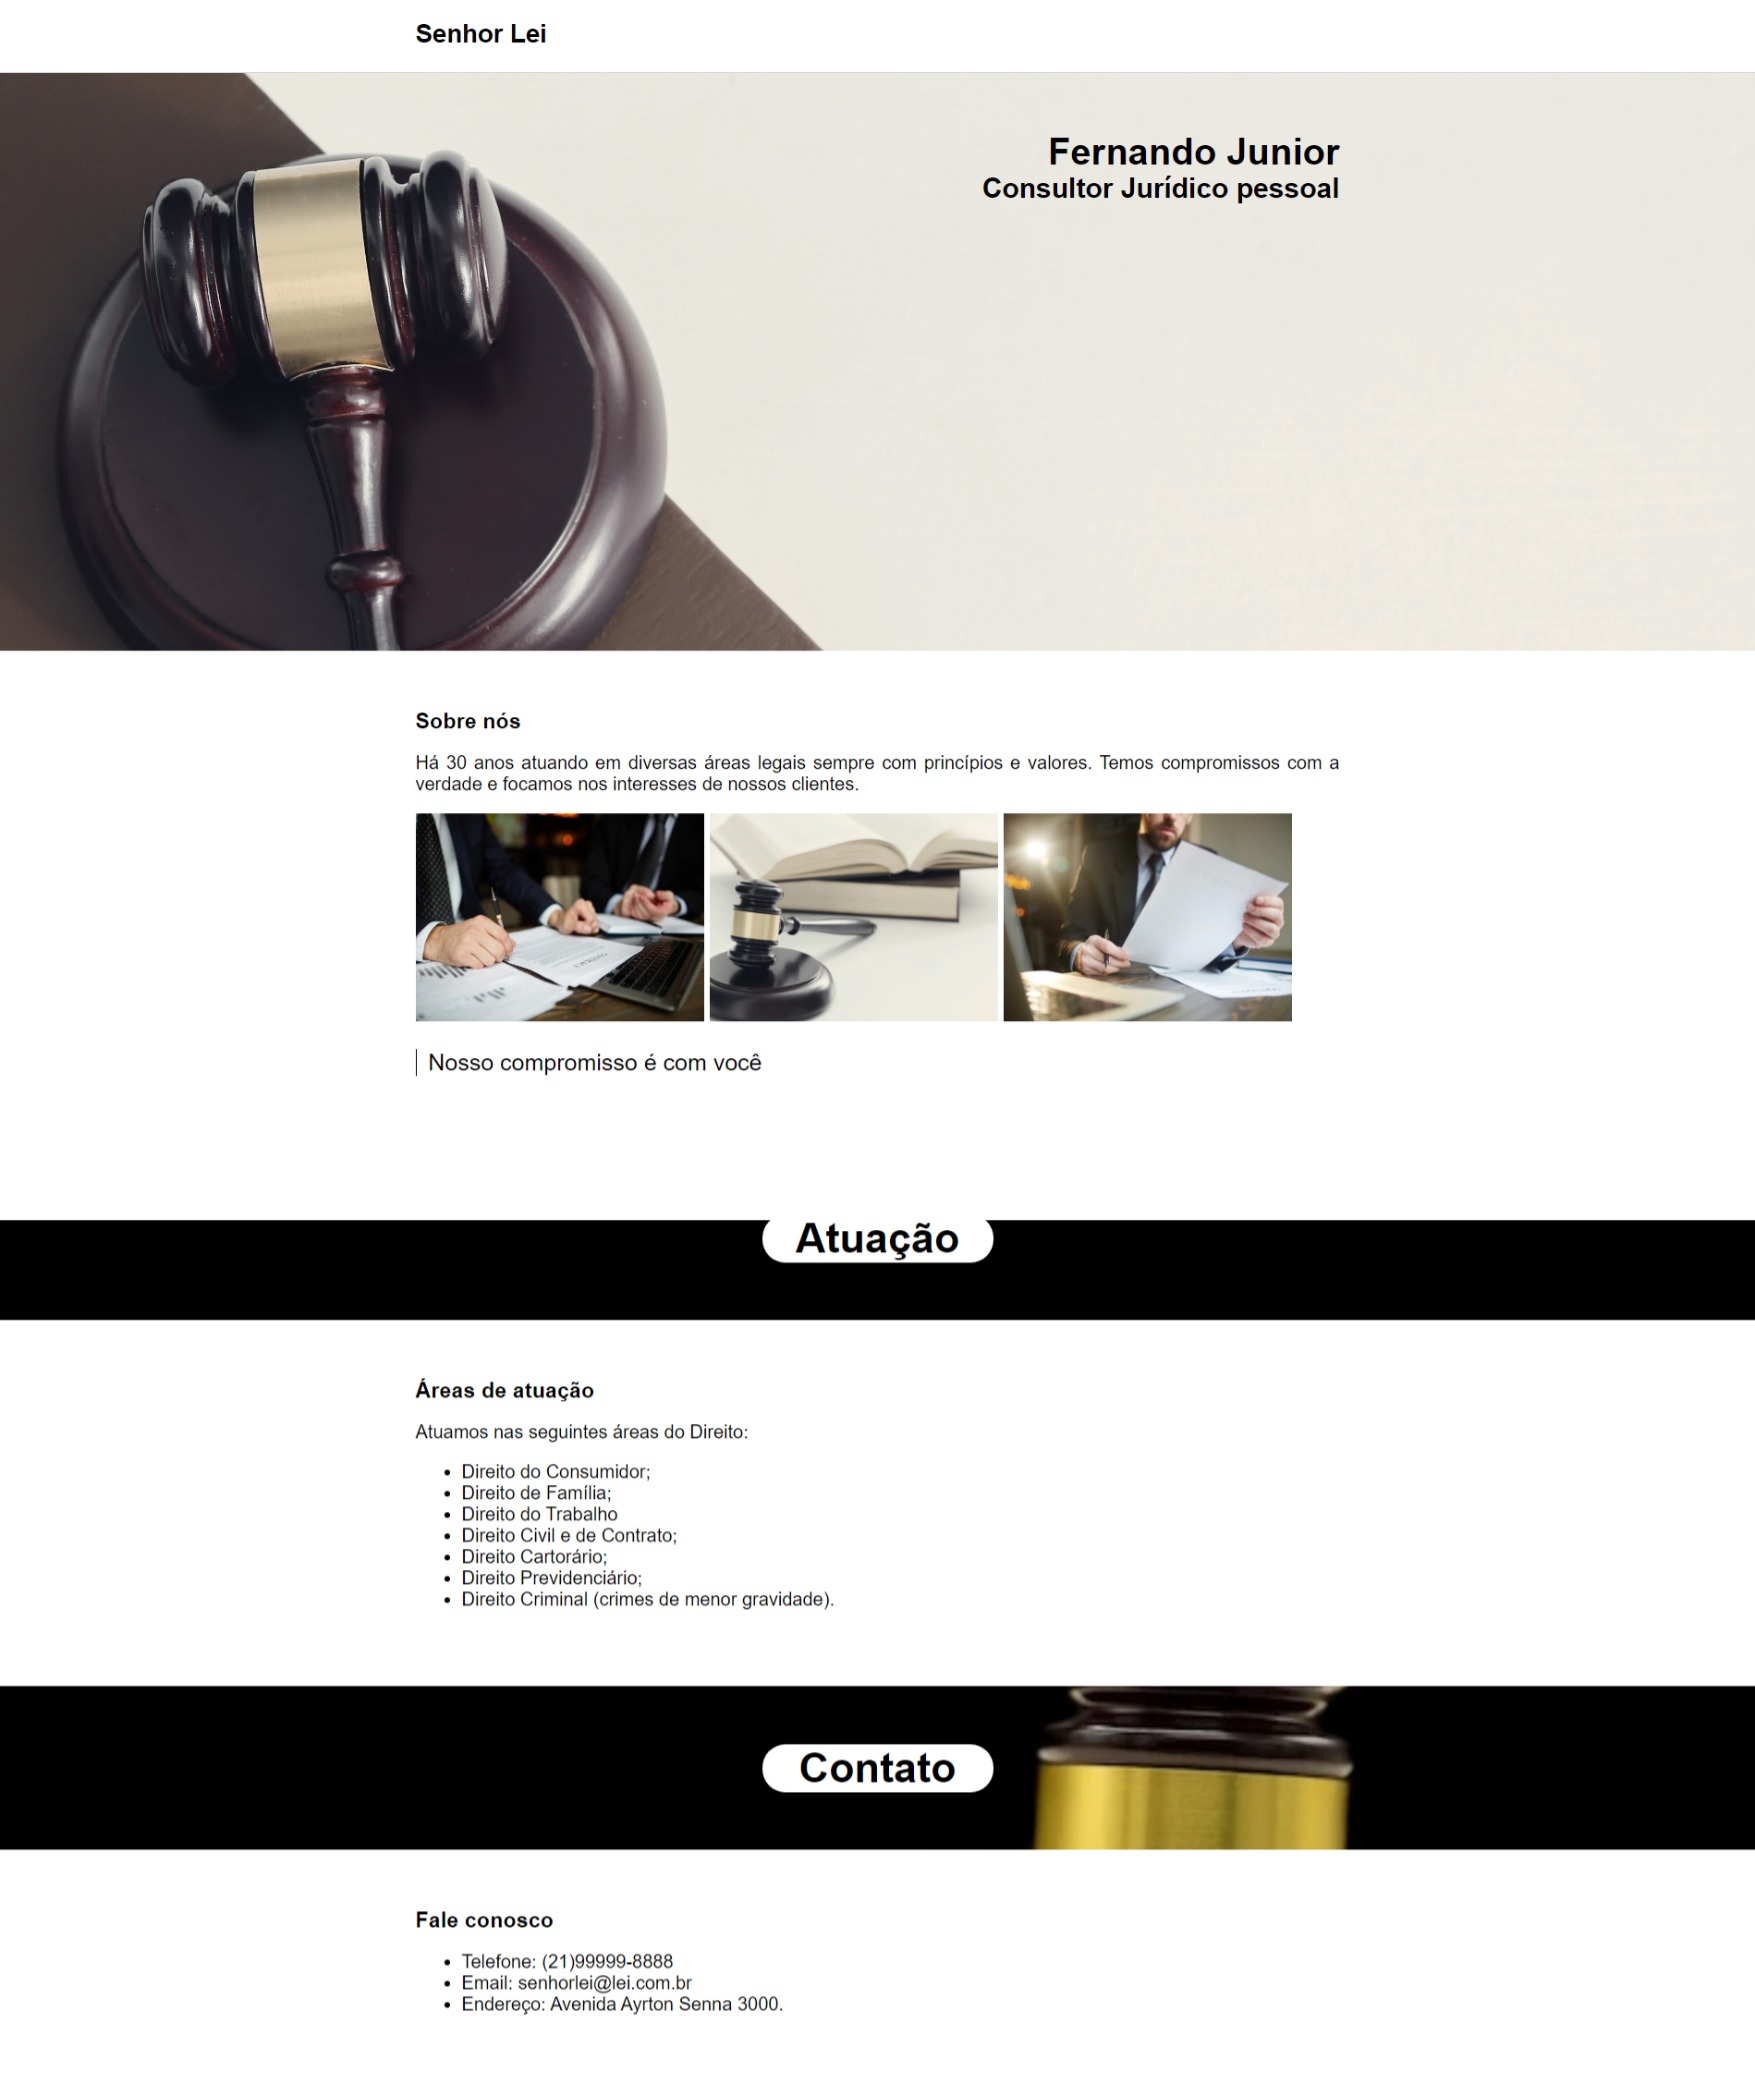 Senhor Lei
Fernando Junior
Consultor Jurídico pessoal
Sobre nós
Há 30 anos atuando em diversas áreas legais sempre com princípios e valores. Temos compromissos com a
verdade e focamos nos interesses de nossos clientes.
Nosso compromisso é com você
Atuação
Áreas de atuação
Atuamos nas seguintes áreas do Direito:
• Direito do Consumidor;
• Direito de Família;
• Direito do Trabalho
• Direito Civil e de Contrato;
• Direito Cartorário;
• Direito Previdenciário;
• Direito Criminal (crimes de menor gravidade).
Contato
Fale conosco
• Telefone: (21)99999-8888
• Email: senhorlei@lei.com.br
• Endereço: Avenida Ayrton Senna 3000.